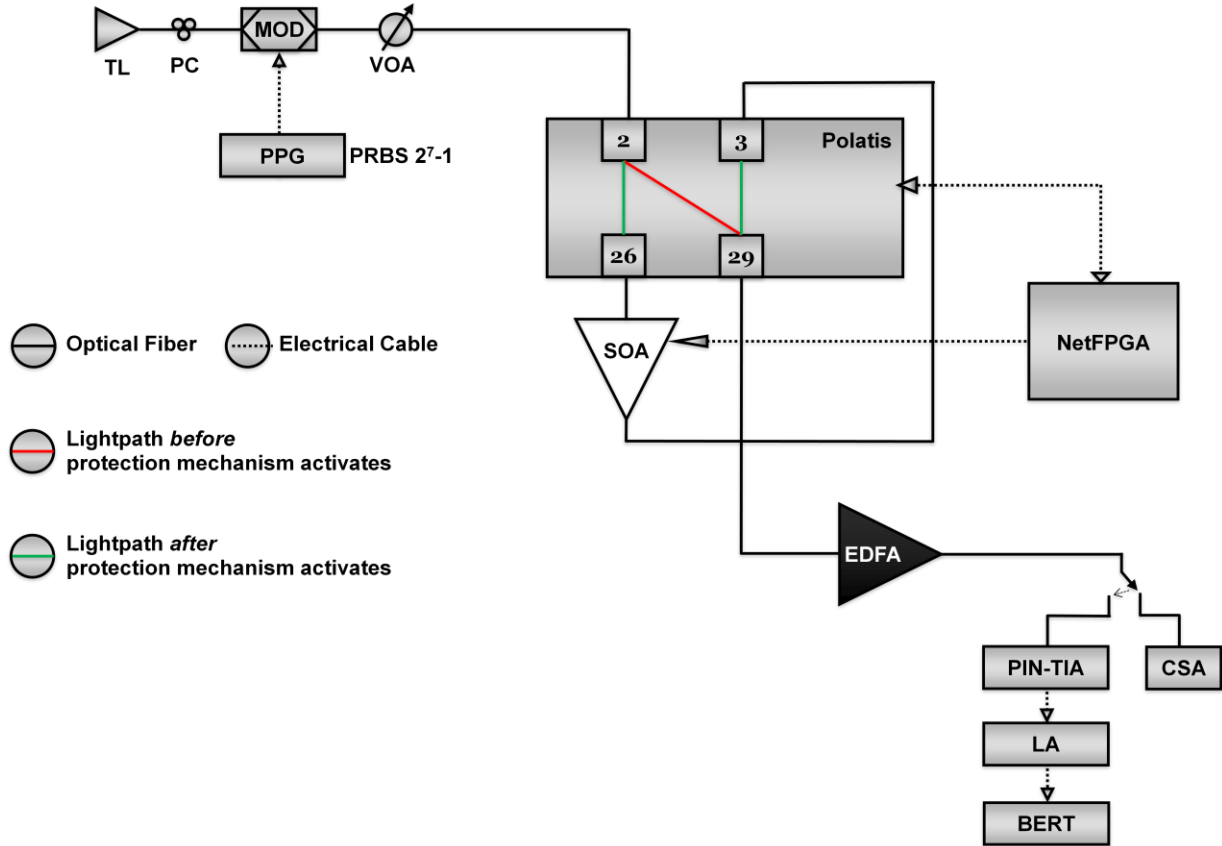 MOD
TL
PC
VOA
PPG
PRBS 2⁷-1
2
3
Polatis
26
29
SOA
NetFPGA
Optical Fiber
Electrical Cable
Lightpath before
protection mechanism activates
Lightpath after
protection mechanism activates
EDFA
PIN-TIA
CSA
LA
BERT